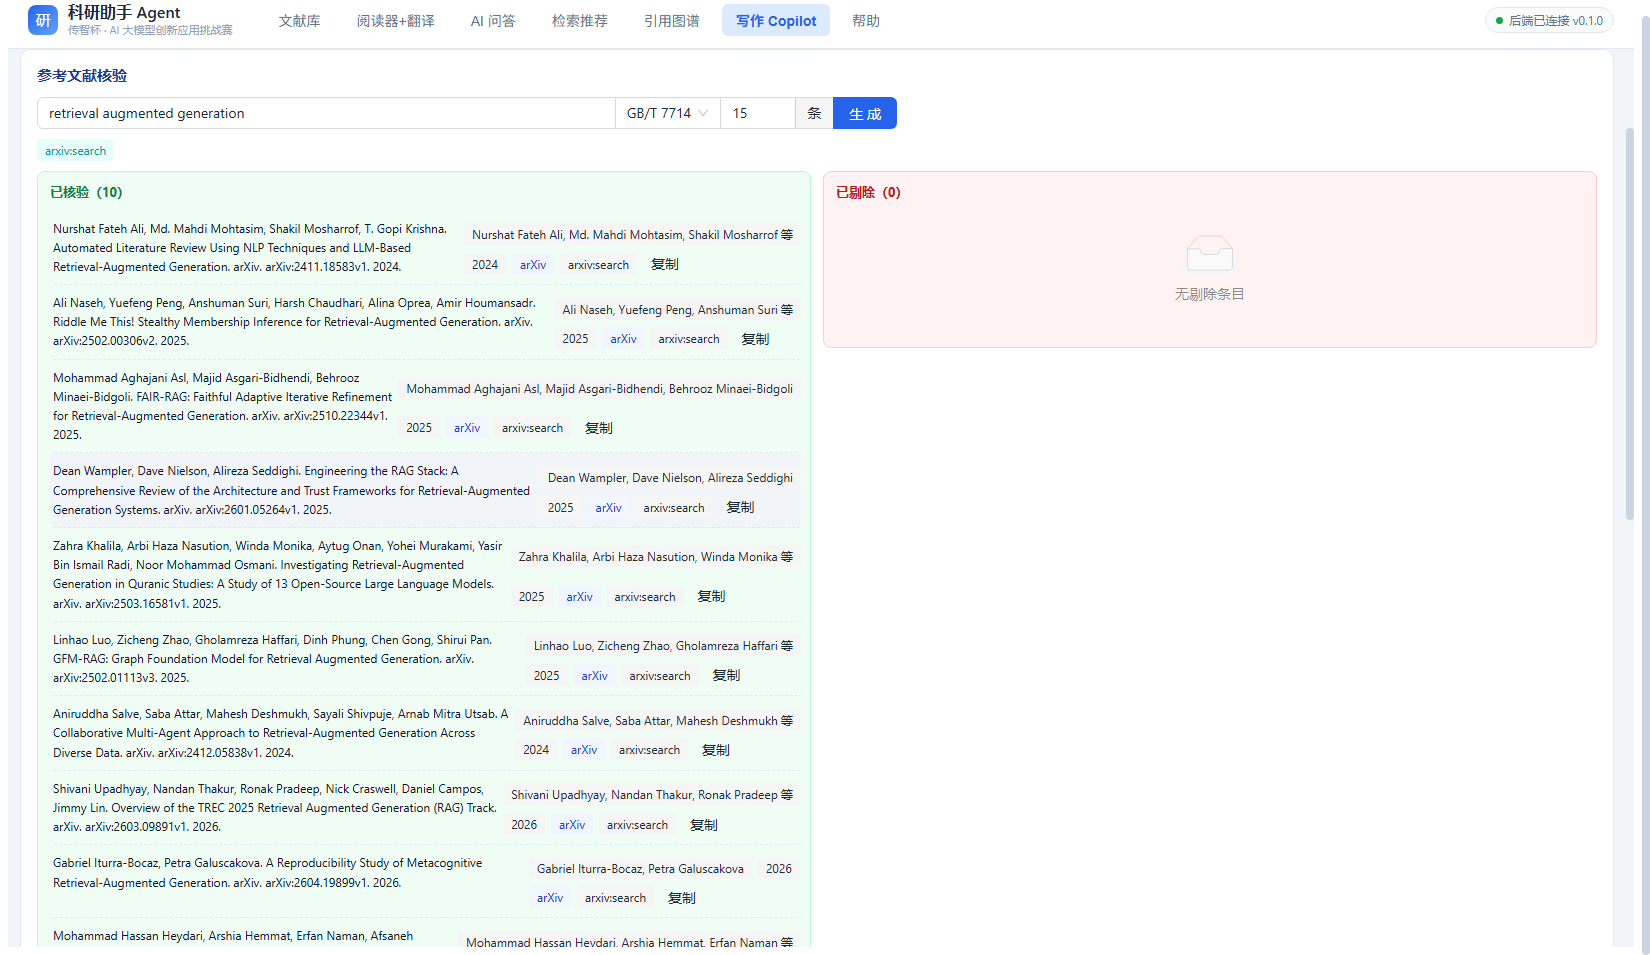 研
科研助手 Agent
传智杯 · AI 大模型创新应用挑战赛
文献库
阅读器+翻译
AI 问答
检索推荐
引用图谱
写作 Copilot
帮助
后端已连接 v0.1.0
参考文献核验
retrieval augmented generation
GB/T 7714
15
条
生 成
arxiv:search
已核验（10）
Nurshat Fateh Ali, Md. Mahdi Mohtasim, Shakil Mosharrof, T. Gopi Krishna.
Automated Literature Review Using NLP Techniques and LLM-Based
Retrieval-Augmented Generation. arXiv. arXiv:2411.18583v1. 2024.
Nurshat Fateh Ali, Md. Mahdi Mohtasim, Shakil Mosharrof 等
2024 arXiv arxiv:search 复制
Ali Naseh, Yuefeng Peng, Anshuman Suri, Harsh Chaudhari, Alina Oprea, Amir Houmansadr.
Riddle Me This! Stealthy Membership Inference for Retrieval-Augmented Generation. arXiv.
arXiv:2502.00306v2. 2025.
Ali Naseh, Yuefeng Peng, Anshuman Suri 等
2025 arXiv arxiv:search 复制
Mohammad Aghajani Asl, Majid Asgari-Bidhendi, Behrooz
Minaei-Bidgoli. FAIR-RAG: Faithful Adaptive Iterative Refinement
for Retrieval-Augmented Generation. arXiv. arXiv:2510.22344v1.
2025.
Mohammad Aghajani Asl, Majid Asgari-Bidhendi, Behrooz Minaei-Bidgoli
2025 arXiv arxiv:search 复制
Dean Wampler, Dave Nielson, Alireza Seddighi. Engineering the RAG Stack: A
Comprehensive Review of the Architecture and Trust Frameworks for Retrieval-Augmented
Generation Systems. arXiv. arXiv:2601.05264v1. 2025.
Dean Wampler, Dave Nielson, Alireza Seddighi
2025 arXiv arxiv:search 复制
Zahra Khalila, Arbi Haza Nasution, Winda Monika, Aytug Onan, Yohei Murakami, Yasir
Bin Ismail Radi, Noor Mohammad Osmani. Investigating Retrieval-Augmented
Generation in Quranic Studies: A Study of 13 Open-Source Large Language Models.
arXiv. arXiv:2503.16581v1. 2025.
Zahra Khalila, Arbi Haza Nasution, Winda Monika 等
2025 arXiv arxiv:search 复制
Linhao Luo, Zicheng Zhao, Gholamreza Haffari, Dinh Phung, Chen Gong, Shirui Pan.
GFM-RAG: Graph Foundation Model for Retrieval Augmented Generation. arXiv.
arXiv:2502.01113v3. 2025.
Linhao Luo, Zicheng Zhao, Gholamreza Haffari 等
2025 arXiv arxiv:search 复制
Aniruddha Salve, Saba Attar, Mahesh Deshmukh, Sayali Shivpuje, Arnab Mitra Utsab. A
Collaborative Multi-Agent Approach to Retrieval-Augmented Generation Across
Diverse Data. arXiv. arXiv:2412.05838v1. 2024.
Aniruddha Salve, Saba Attar, Mahesh Deshmukh 等
2024 arXiv arxiv:search 复制
Shivani Upadhyay, Nandan Thakur, Ronak Pradeep, Nick Craswell, Daniel Campos,
Jimmy Lin. Overview of the TREC 2025 Retrieval Augmented Generation (RAG) Track.
arXiv. arXiv:2603.09891v1. 2026.
Shivani Upadhyay, Nandan Thakur, Ronak Pradeep 等
2026 arXiv arxiv:search 复制
Gabriel Iturra-Bocaz, Petra Galuscakova. A Reproducibility Study of Metacognitive
Retrieval-Augmented Generation. arXiv. arXiv:2604.19899v1. 2026.
Gabriel Iturra-Bocaz, Petra Galuscakova 2026
arXiv arxiv:search 复制
Mohammad Hassan Heydari, Arshia Hemmat, Erfan Naman, Afsaneh
Mohammad Hassan Heydari, Arshia Hemmat, Erfan Naman 等
已剔除（0）
无剔除条目